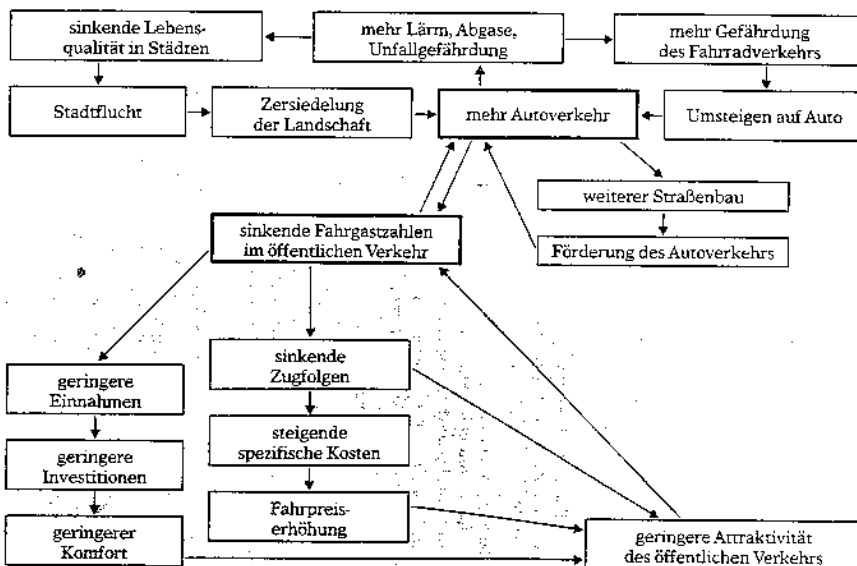 sinkende Lebens-
qualität in Städzen
mehr Lärm, Abgase,
Unfallgefährdung
mehr Gefährdung
des Fahrradverkehrs
Stadtflucht
Zersiedelung
der Landschaft
mehr Autoverkehr
Umsteigen auf Auto
weiterer Straßenbau
sinkende Fahrgastzahlen
im öffentlichen Verkehr
Förderung des Autoverkehrs
geringere
Einnahmen
sinkende
Zugfolgen
geringere
Investitionen
steigende
spezifische Kosten
geringerer
Komfort
Fahrpreis-
erhöhung
geringere Attraktivität
des öffentlichen Verkehrs